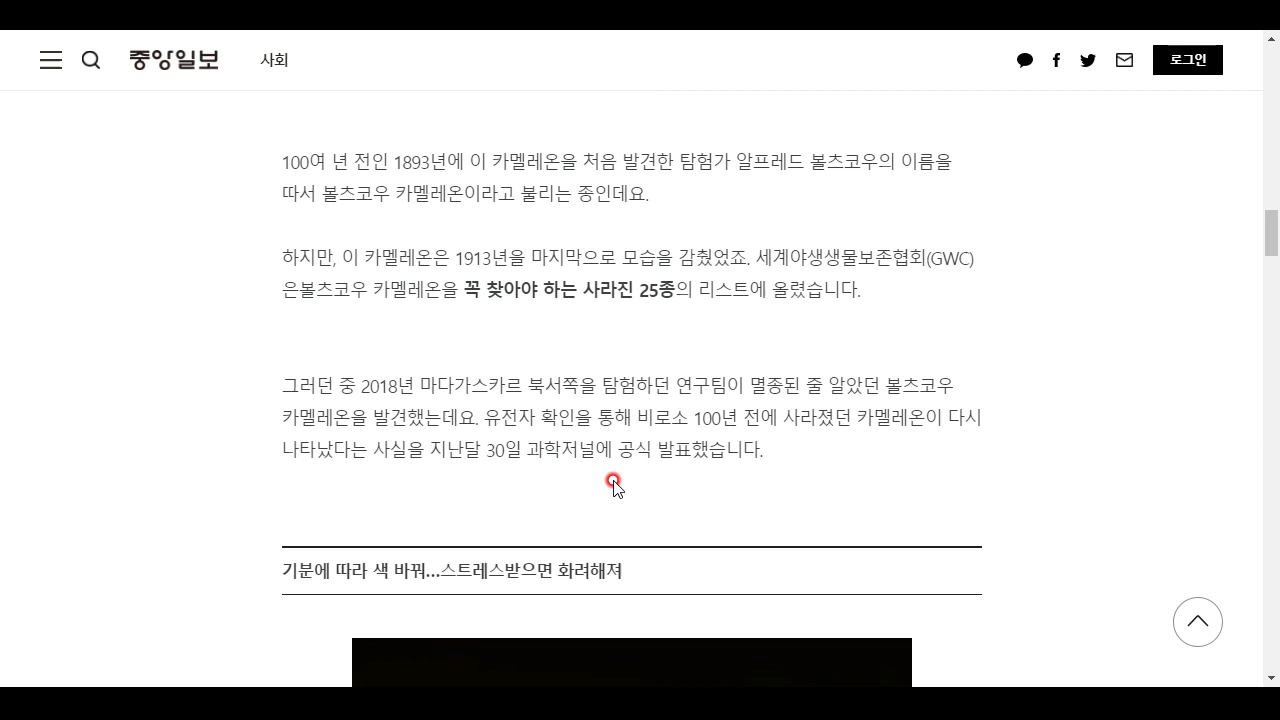 중앙일보
사회
로그인
100여 년 전인 1893년에 이 카멜레온을 처음 발견한 탐험가 알프레드 볼츠코우의 이름을
따서 볼츠코우 카멜레온이라고 불리는 종인데요.
하지만, 이 카멜레온은 1913년을 마지막으로 모습을 감췄었죠. 세계야생생물보존협회(GWC)
은볼츠코우 카멜레온을 꼭 찾아야 하는 사라진 25종의 리스트에 올렸습니다.
그러던 중 2018년 마다가스카르 북서쪽을 탐험하던 연구팀이 멸종된 줄 알았던 볼츠코우
카멜레온을 발견했는데요. 유전자 확인을 통해 비로소 100년 전에 사라졌던 카멜레온이 다시
나타났다는 사실을 지난달 30일 과학저널에 공식 발표했습니다.
기분에 따라 색 바꿔...스트레스받으면 화려해져